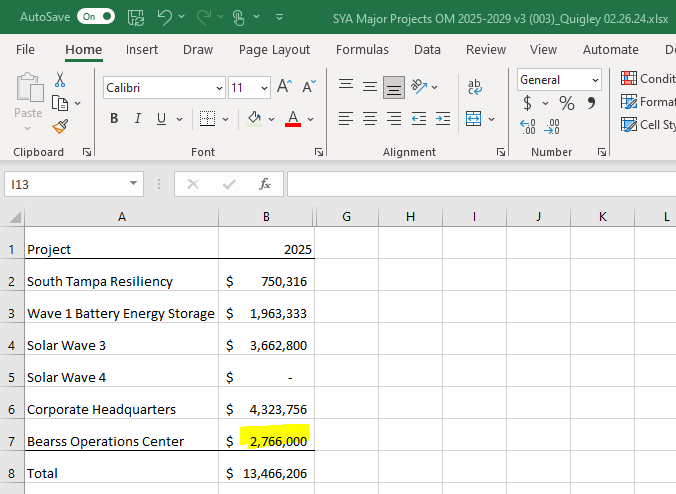 AutoSave On SYA Major Projects OM 2025-2029 v3 (003)_Quigley 02.26.24.xlsx
File Home Insert Draw Page Layout Formulas Data Review View Automate D
Paste
Calibri 11 A^ A˅ ab General Condit
B I U A $ % 9 Format
Cell Sty
Clipboard Font Alignment Number
I13 fx
A B G H I J K L
1 Project 2025
2 South Tampa Resiliency $ 750,316
3 Wave 1 Battery Energy Storage $ 1,963,333
4 Solar Wave 3 $ 3,662,800
5 Solar Wave 4 $ -
6 Corporate Headquarters $ 4,323,756
7 Bearss Operations Center $ 2,766,000
8 Total $ 13,466,206